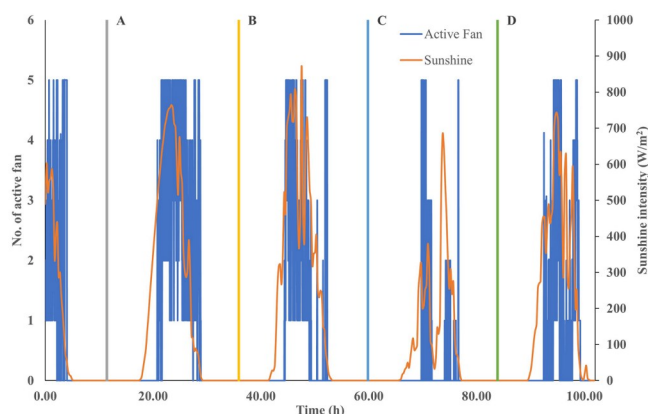 6
5
4
3
2
1
0
No. of active fan
A
B
C
D
Active Fan
Sunshine
1000
900
800
700
600
500
400
300
200
100
0
Sunshine intensity (W/m²)
0.00
20.00
40.00
60.00
80.00
100.00
Time (h)